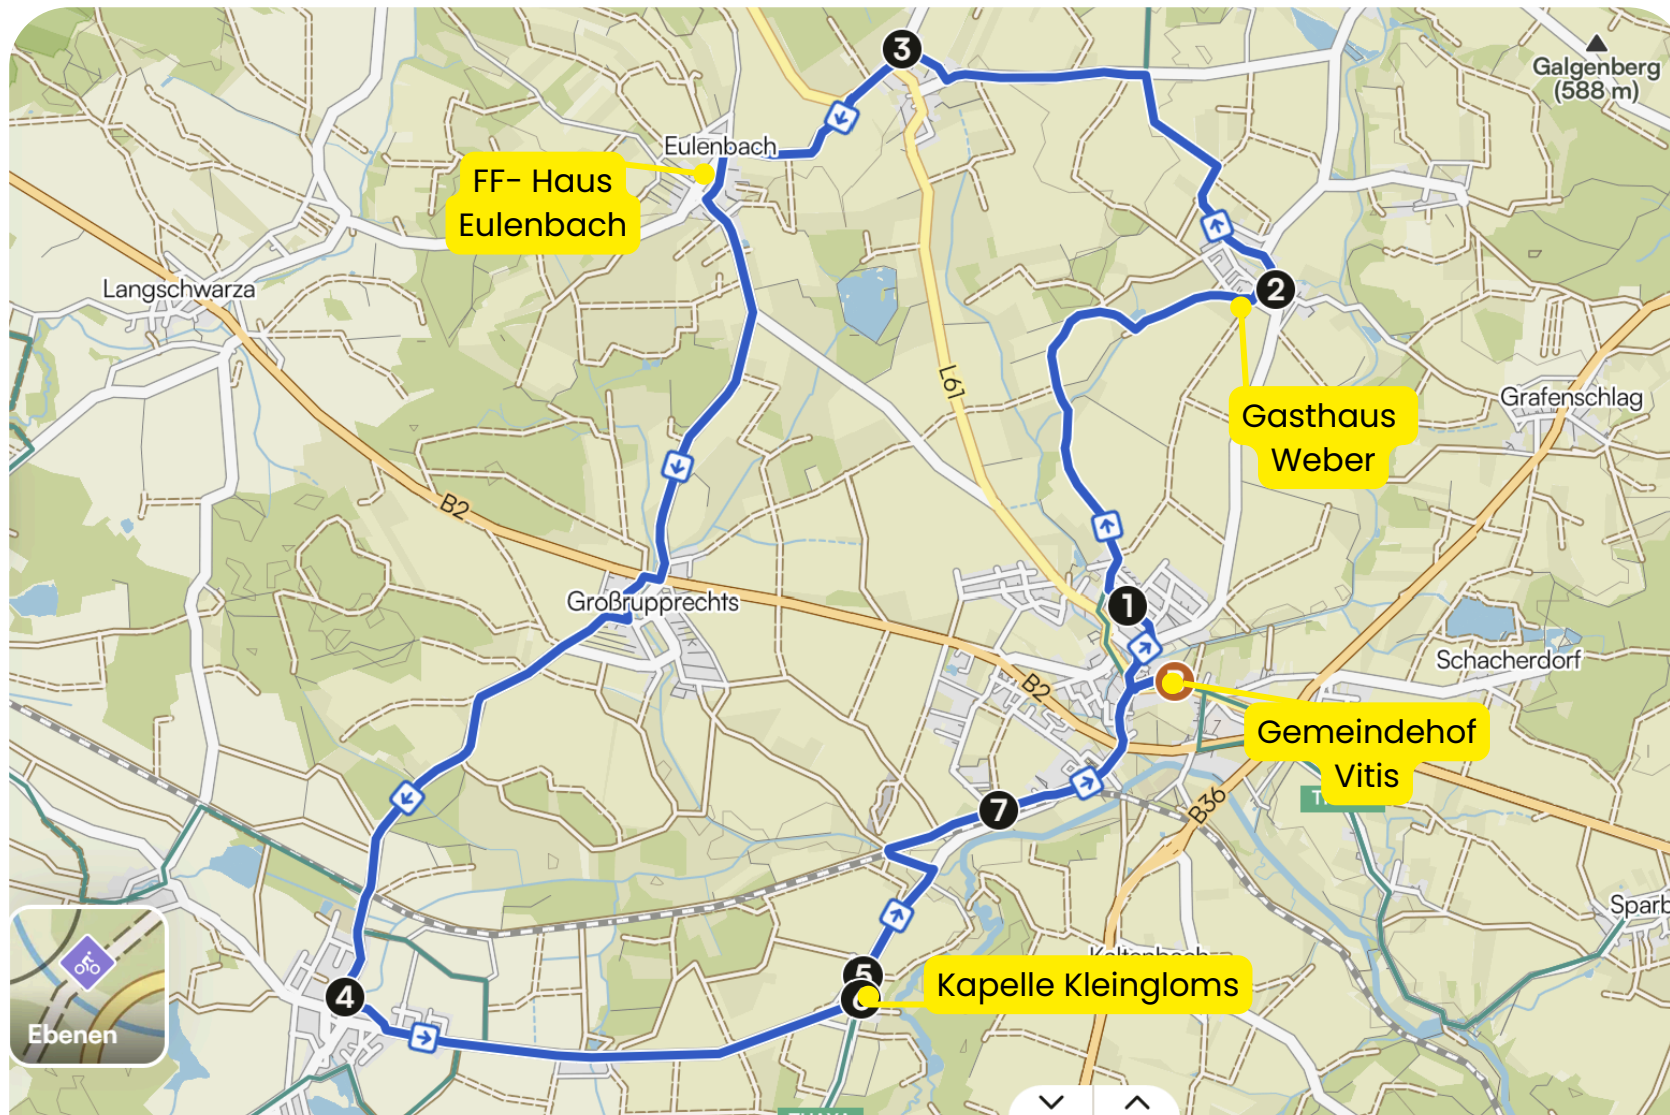 3
Galgenberg
(588 m)
Eulenbach
FF- Haus
Eulenbach
Langschwarza
2
L61
Grafenschlag
Gasthaus
Weber
B2
Großrupprechts
1
Schacherdorf
B2
Gemeindehof
Vitis
7
B36
Sparb
5
Kapelle Kleingloms
4
Ebenen